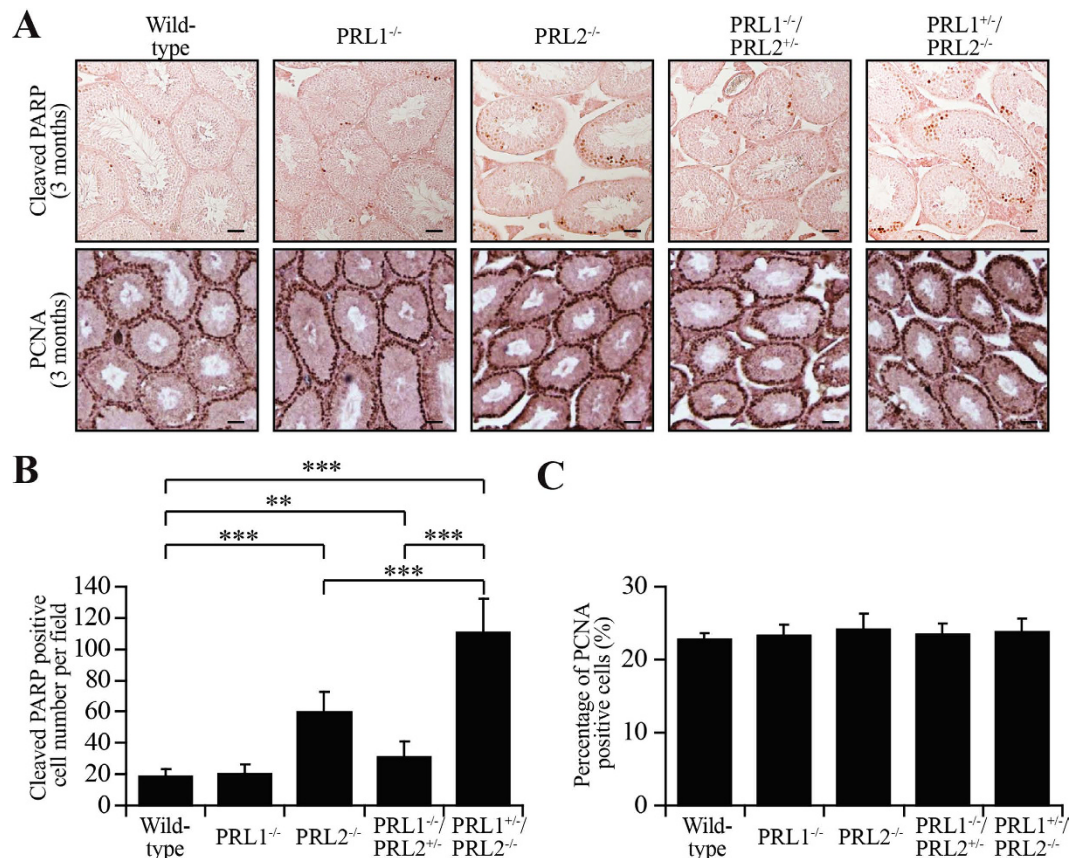 A
Wild-
type
PRL1-/-
PRL2-/-
PRL1-/-/
PRL2+/-
PRL1+/-/
PRL2-/-
Cleaved PARP
(3 months)
PCNA
(3 months)
B
***
**
***
***
***
Cleaved PARP positive
cell number per field
140
120
100
80
60
40
20
0
Wild-
type
PRL1-/-
PRL2-/-
PRL1-/-/
PRL2+/-
PRL1+/-/
PRL2-/-
C
Percentage of PCNA
positive cells (%)
30
20
10
0
Wild-
type
PRL1-/-
PRL2-/-
PRL1-/-/
PRL2+/-
PRL1+/-/
PRL2-/-